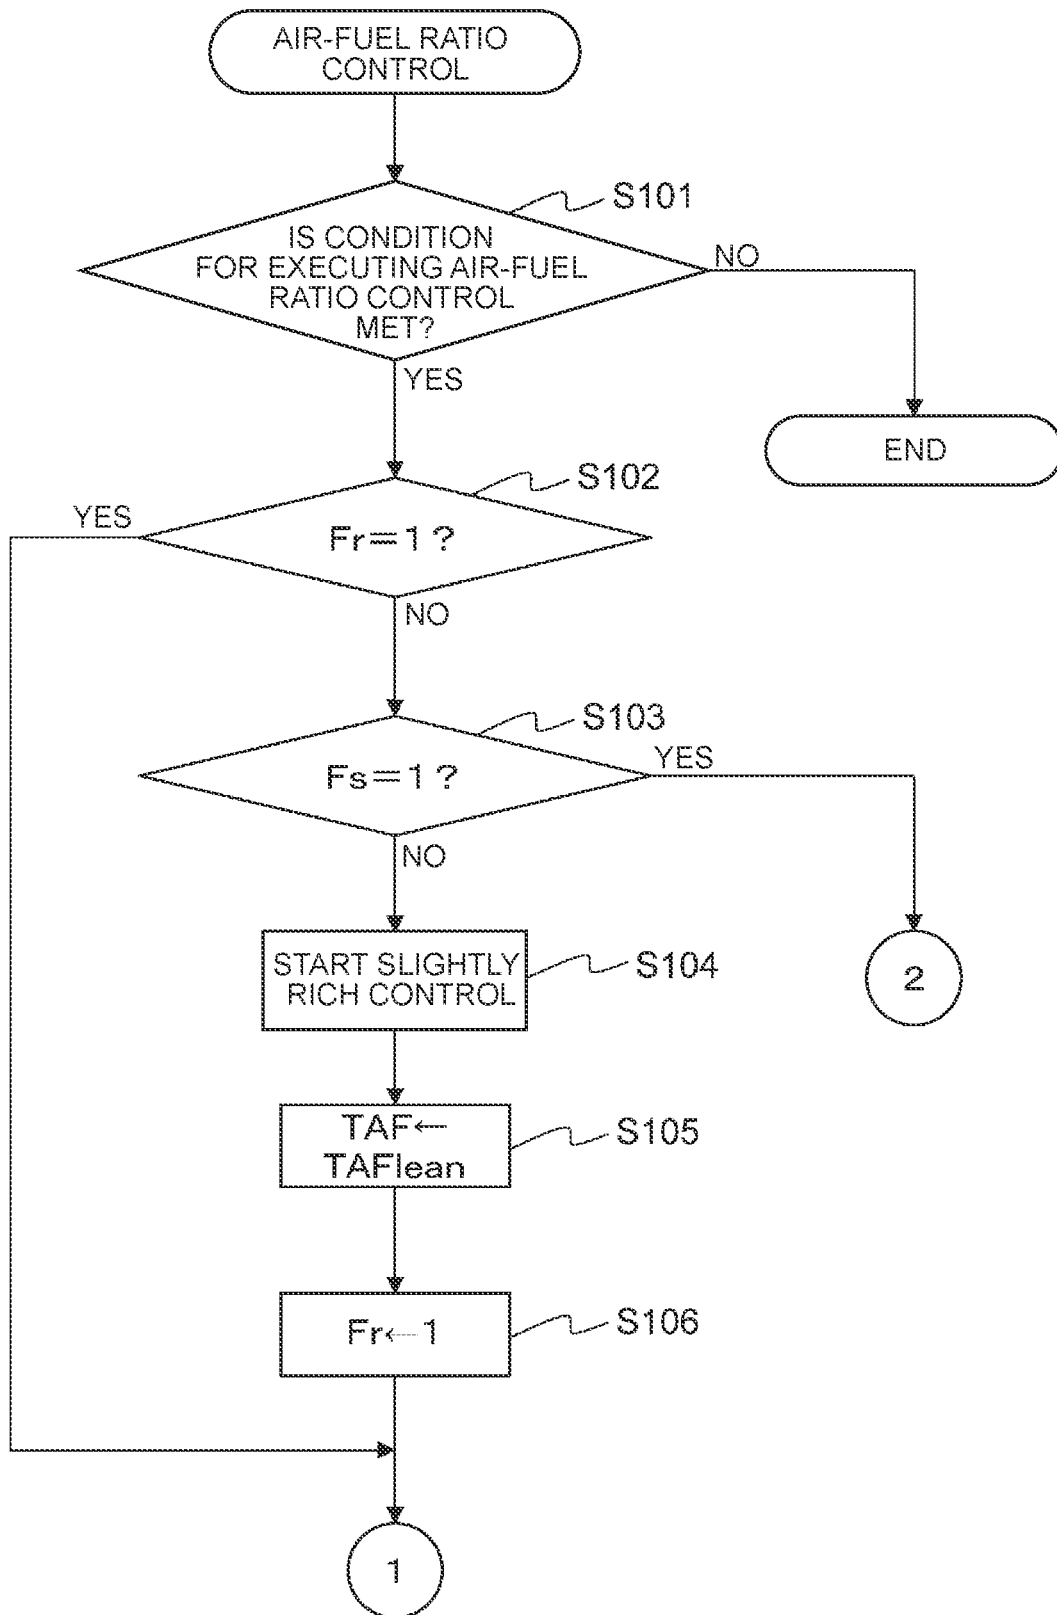 AIR-FUEL RATIO
CONTROL
S101
IS CONDITION
FOR EXECUTING AIR-FUEL
RATIO CONTROL
MET?
NO
YES
END
S102
YES
Fr=1?
NO
S103
YES
Fs=1?
NO
START SLIGHTLY
RICH CONTROL
S104
2
TAF←
TAFlean
S105
Fr←1
S106
1